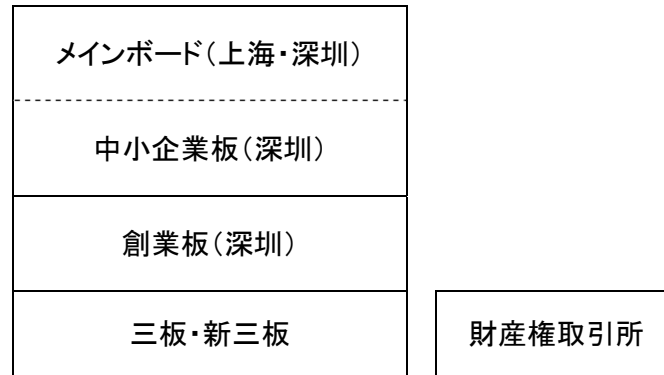 メインボード(上海・深圳)
中小企業板(深圳)
創業板(深圳)
三板・新三板
財産権取引所